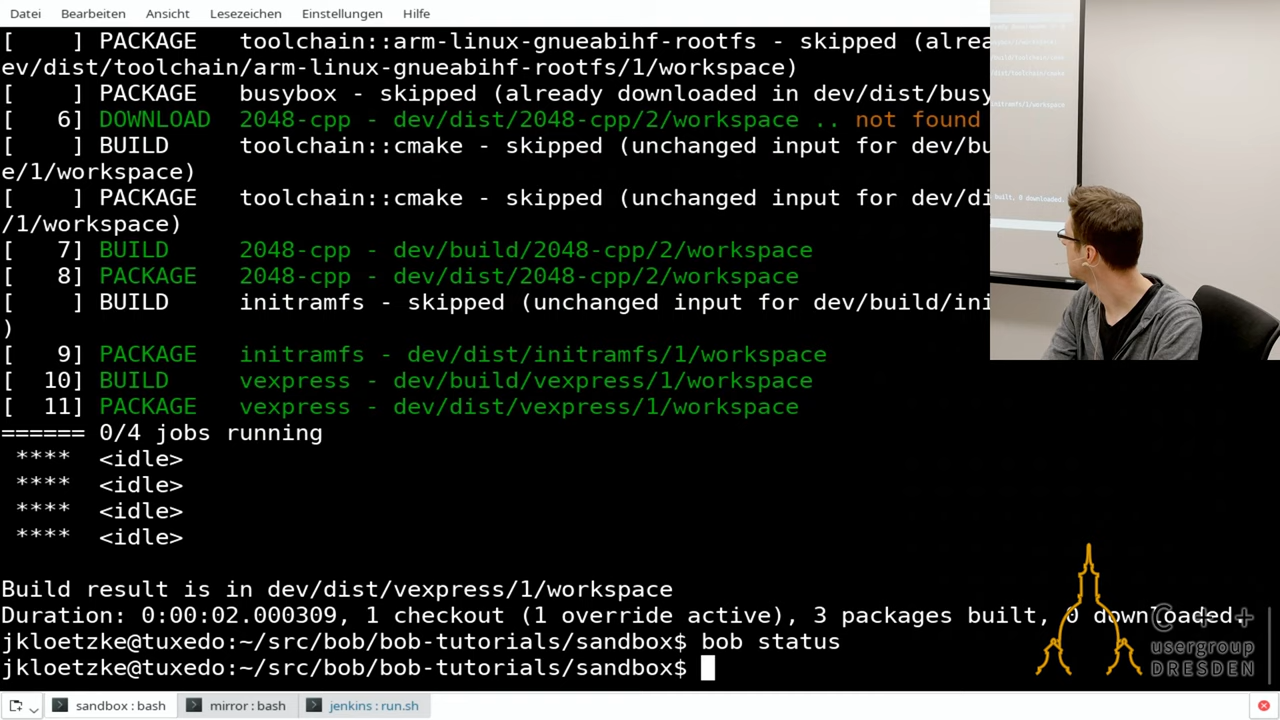 Datei Bearbeiten Ansicht Lesezeichen Einstellungen Hilfe
[     ] PACKAGE toolchain::arm-linux-gnueabihf-rootfs - skipped (alrea
ev/dist/toolchain/arm-linux-gnueabihf-rootfs/1/workspace)
[     ] PACKAGE busybox - skipped (already downloaded in dev/dist/busy
[    6] DOWNLOAD 2048-cpp - dev/dist/2048-cpp/2/workspace .. not found
[     ] BUILD toolchain::cmake - skipped (unchanged input for dev/bu
e/1/workspace)
[     ] PACKAGE toolchain::cmake - skipped (unchanged input for dev/di
/1/workspace)
[    7] BUILD 2048-cpp - dev/build/2048-cpp/2/workspace
[    8] PACKAGE 2048-cpp - dev/dist/2048-cpp/2/workspace
[     ] BUILD initramfs - skipped (unchanged input for dev/build/ini
)
[    9] PACKAGE initramfs - dev/dist/initramfs/1/workspace
[   10] BUILD vexpress - dev/build/vexpress/1/workspace
[   11] PACKAGE vexpress - dev/dist/vexpress/1/workspace
====== 0/4 jobs running
**** <idle>
**** <idle>
**** <idle>
**** <idle>
Build result is in dev/dist/vexpress/1/workspace
Duration: 0:00:02.000309, 1 checkout (1 override active), 3 packages built, 0 downloaded.
jkloetzke@tuxedo:~/src/bob/bob-tutorials/sandbox$ bob status
jkloetzke@tuxedo:~/src/bob/bob-tutorials/sandbox$
C++
usergroup
DRESDEN
sandbox : bash mirror : bash jenkins : run.sh
built, 0 downloaded.